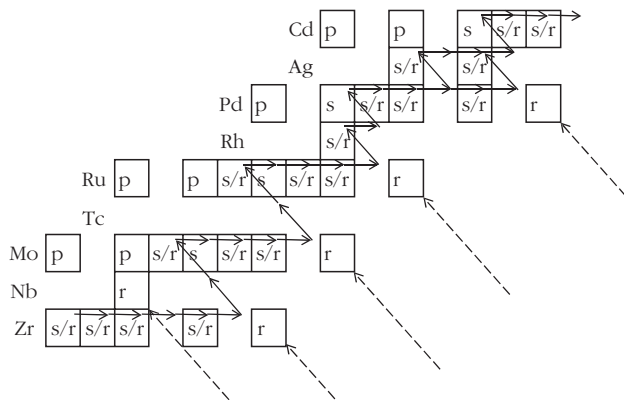 Cd p p s s/r s/r
Ag s/r s/r
Pd p s s/r s/r s/r r
Rh s/r
Ru p p s/r s s/r s/r r
Tc
Mo p p s/r s s/r s/r r
Nb r
Zr s/r s/r s/r s/r r